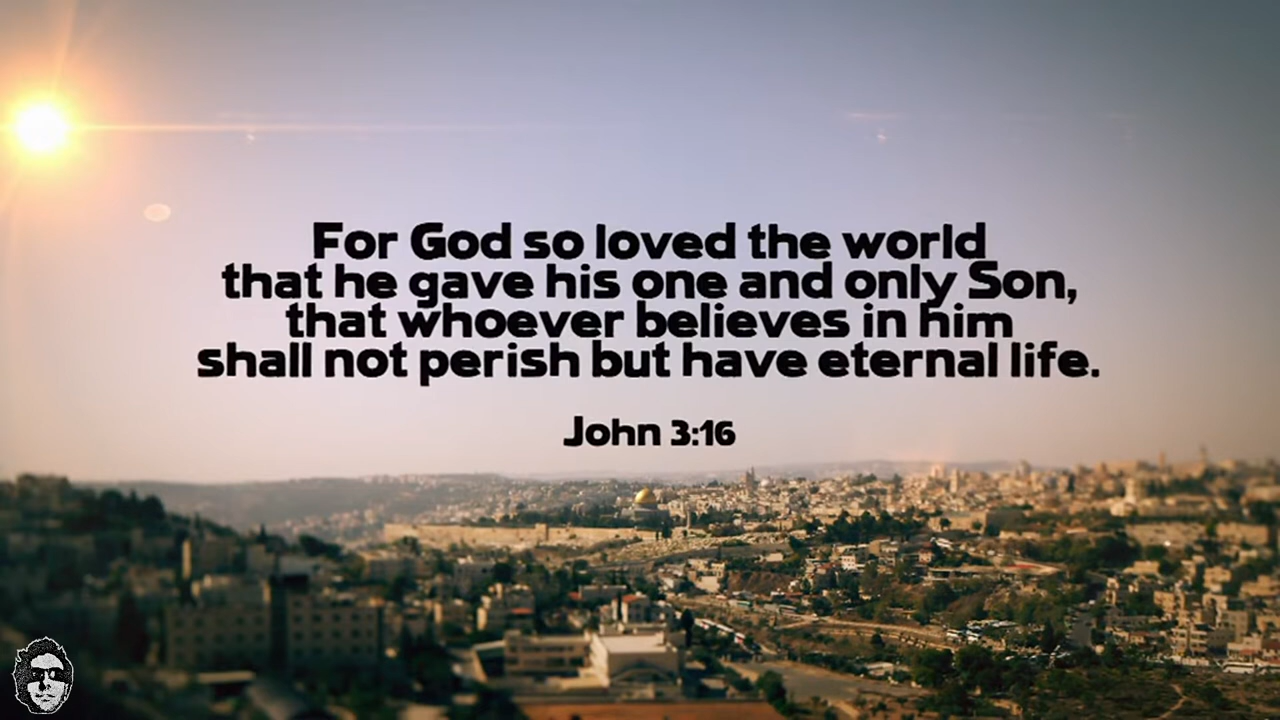 For God so loved the world
that he gave his one and only Son,
that whoever believes in him
shall not perish but have eternal life.
John 3:16